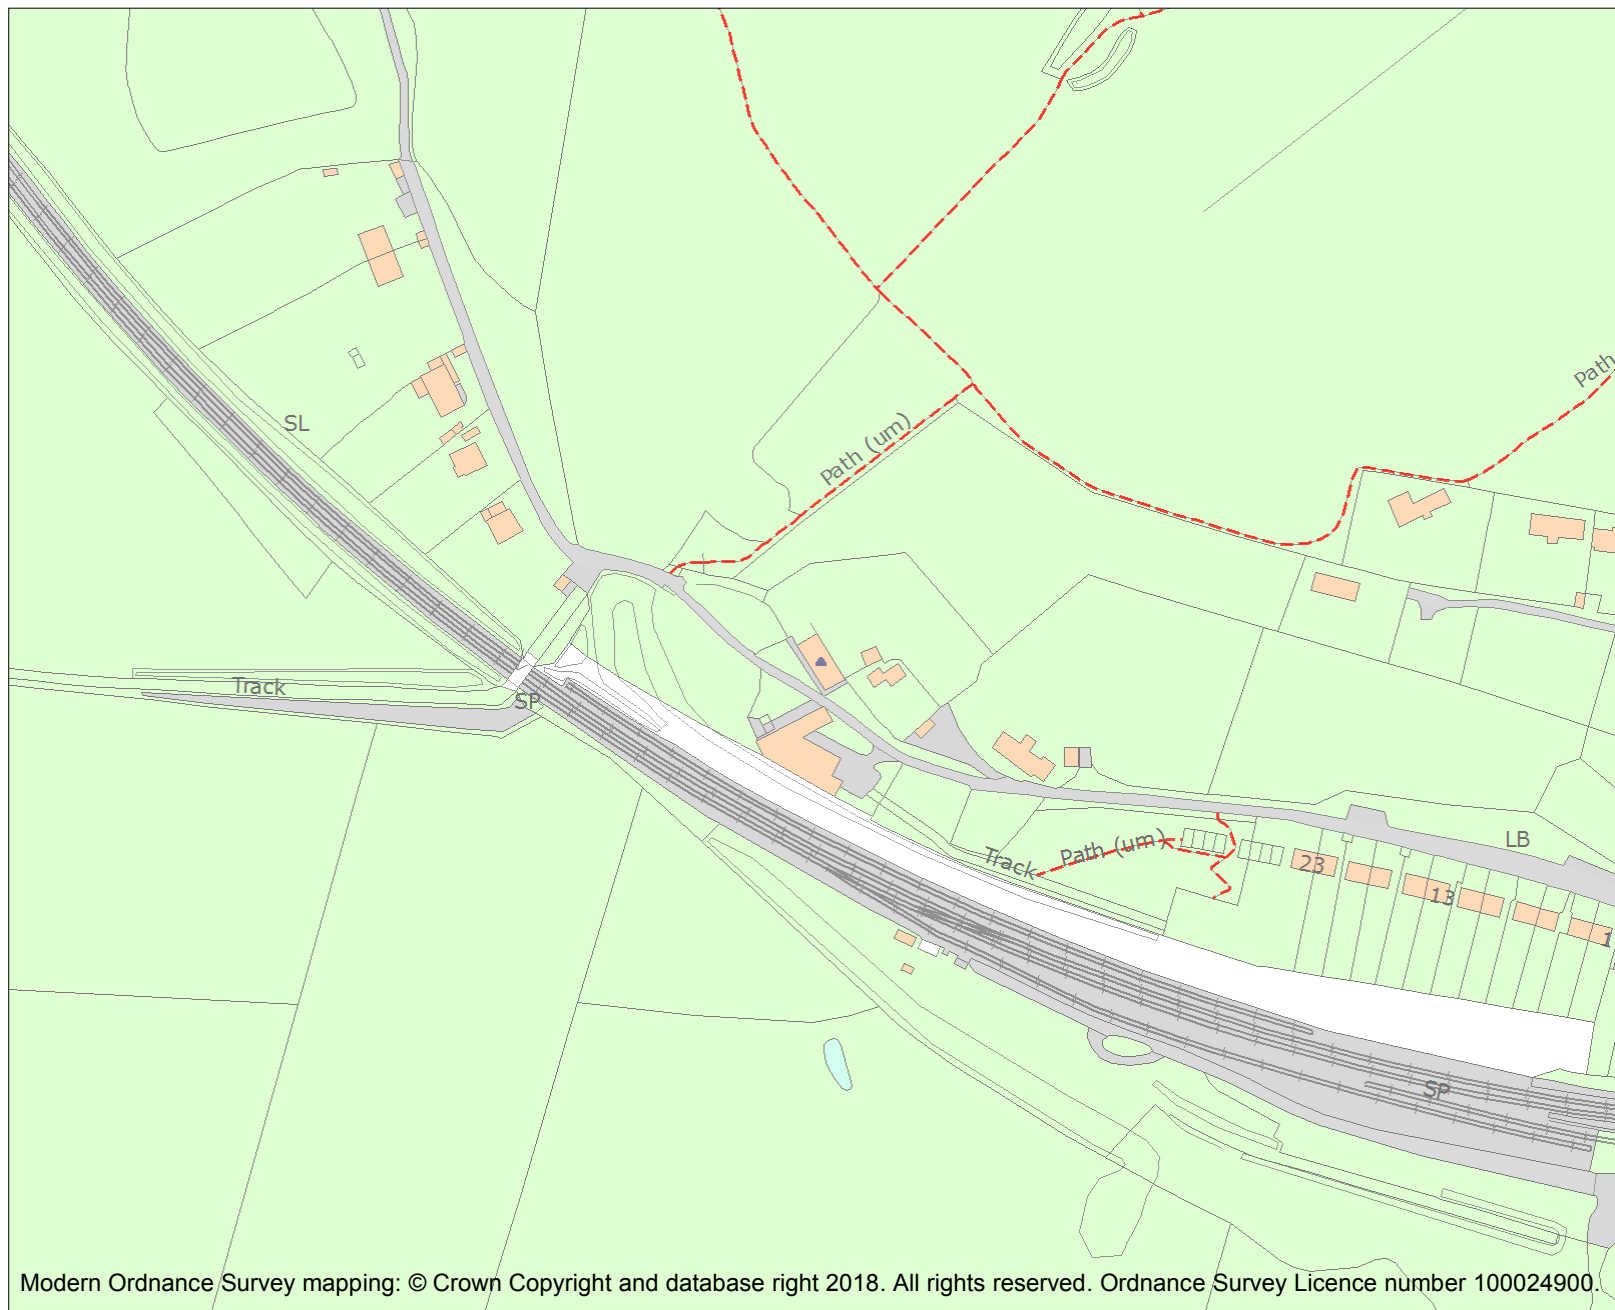 Path
SL
Path (um)
Track
SP
LB
Track
Path (um)
23
13
1
SP
Modern Ordnance Survey mapping: © Crown Copyright and database right 2018. All rights reserved. Ordnance Survey Licence number 100024900.